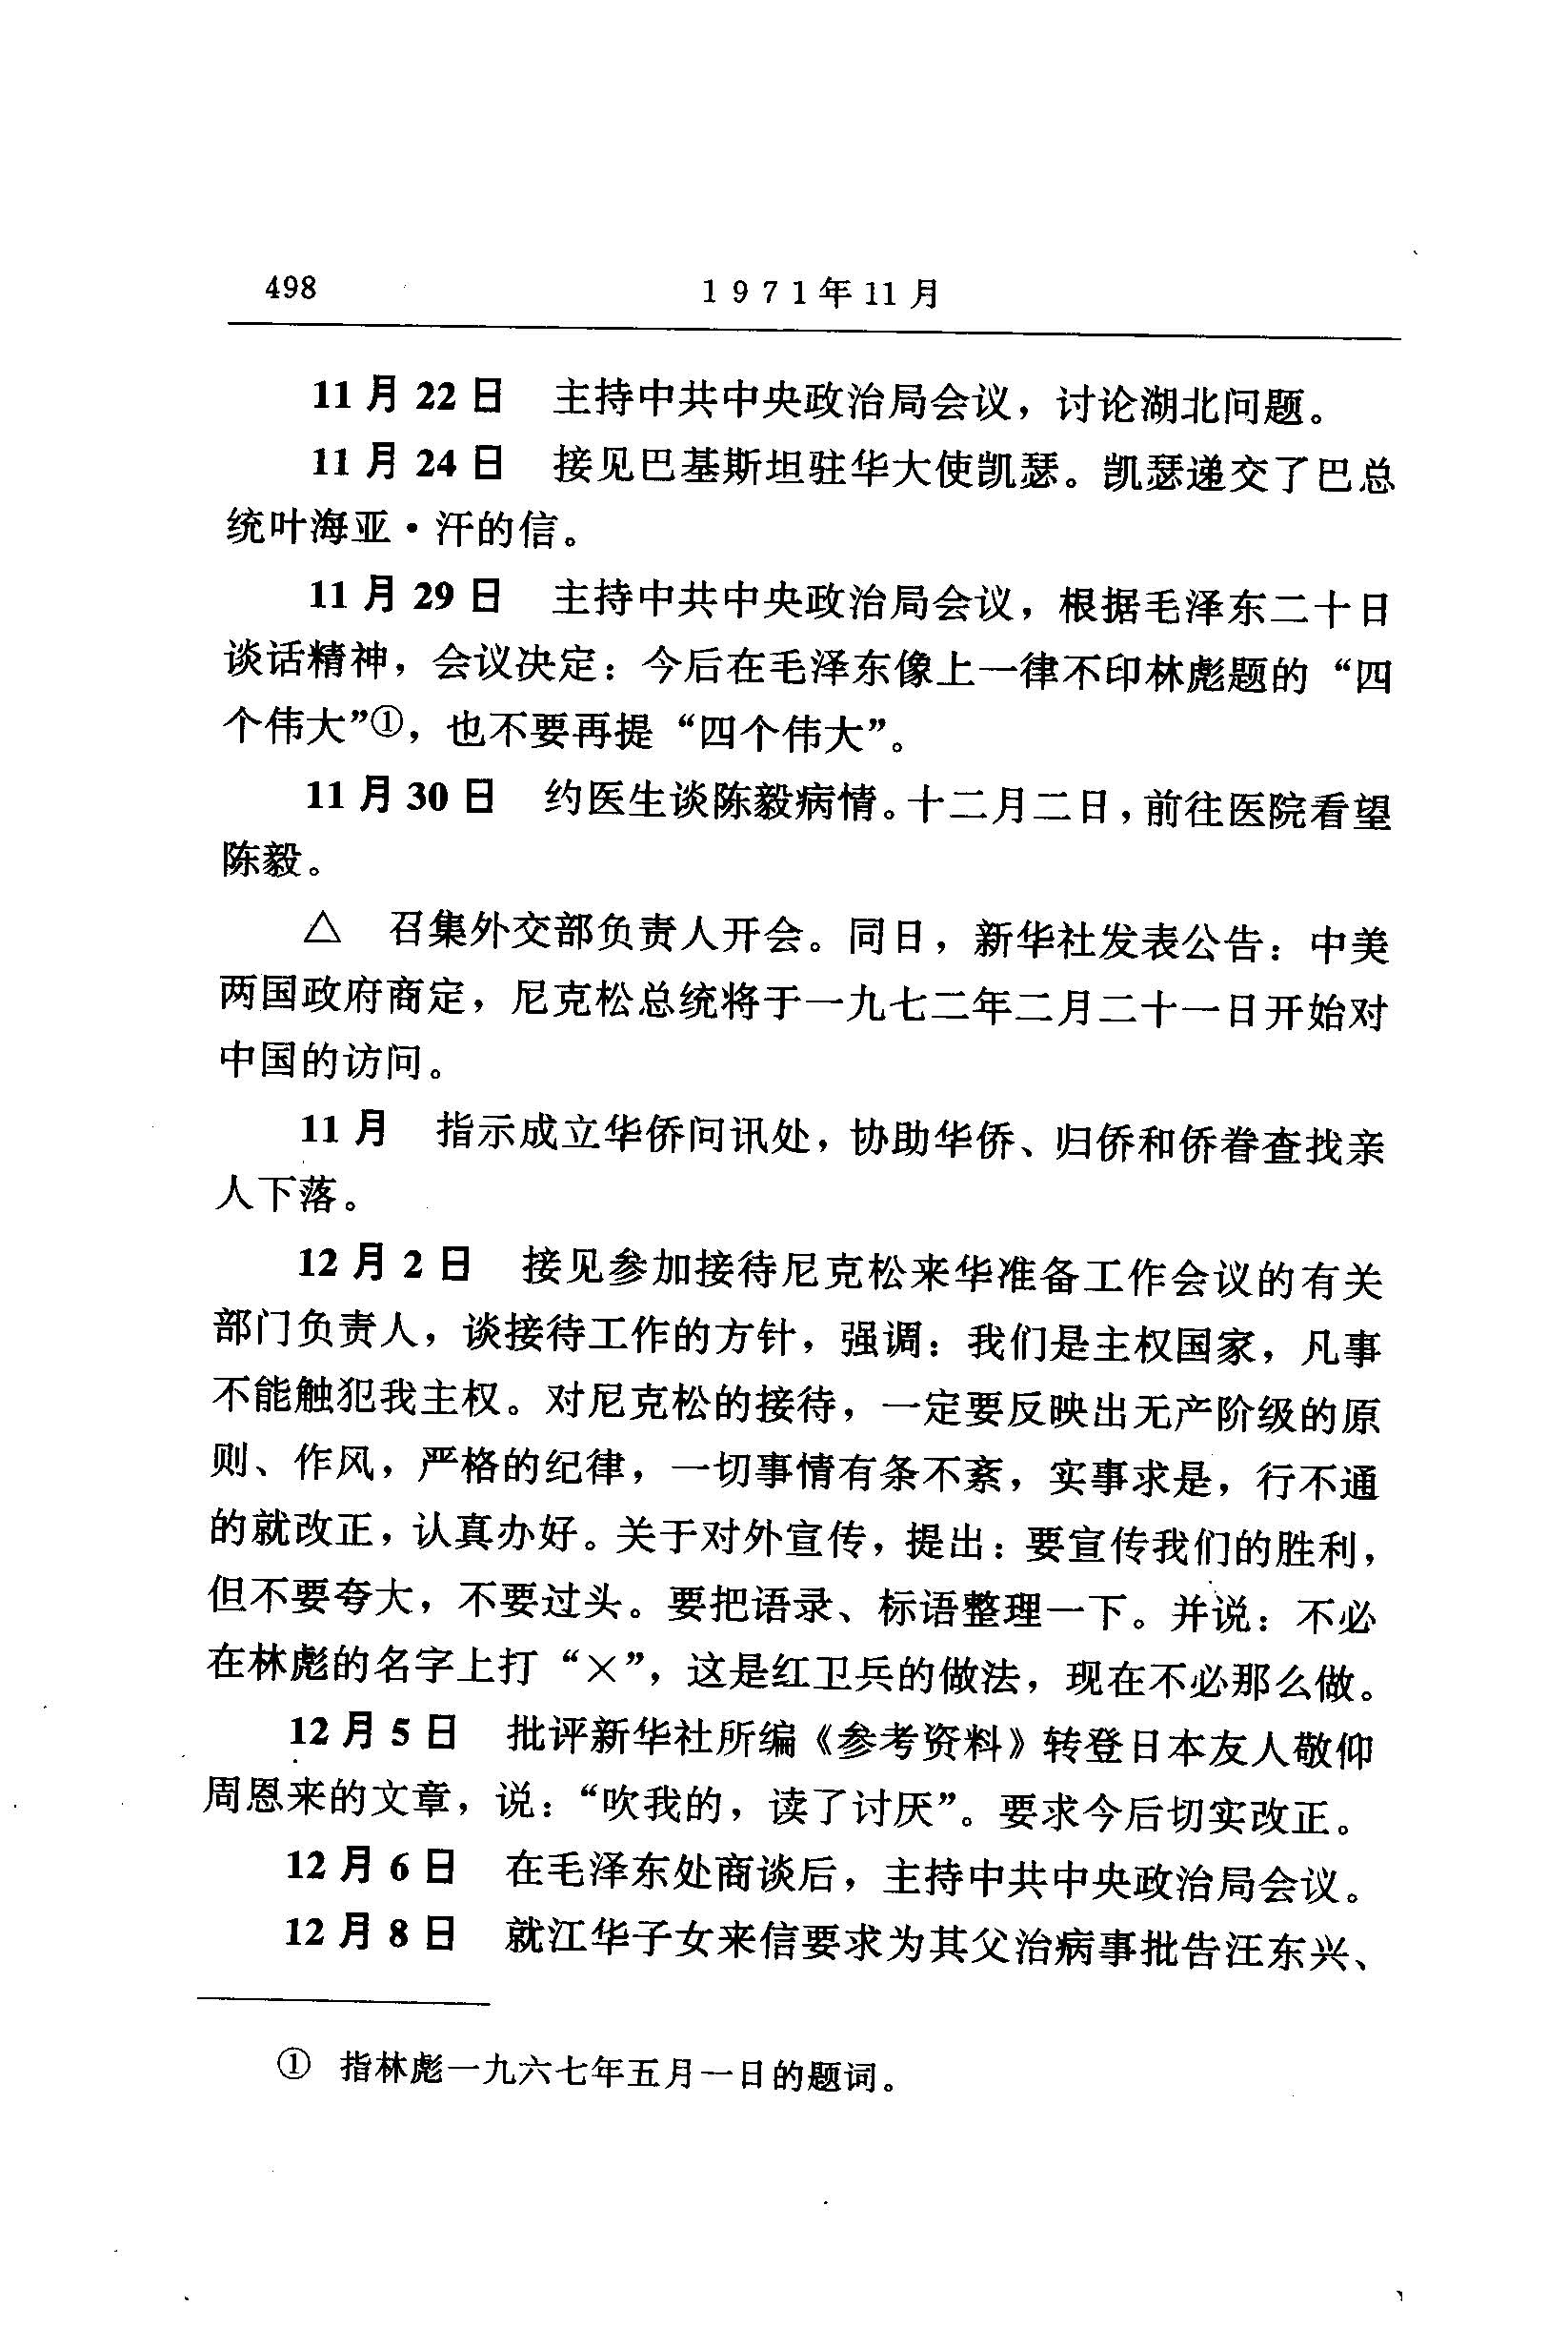 498
1971年11月
11月22日 主持中共中央政治局会议，讨论湖北问题。
11月24日 接见巴基斯坦驻华大使凯瑟。凯瑟递交了巴总
统叶海亚·汗的信。
11月29日 主持中共中央政治局会议，根据毛泽东二十日
谈话精神，会议决定：今后在毛泽东像上一律不印林彪题的“四
个伟大”①，也不要再提“四个伟大”。
11月30日 约医生谈陈毅病情。十二月二日，前往医院看望
陈毅。
△ 召集外交部负责人开会。同日，新华社发表公告：中美
两国政府商定，尼克松总统将于一九七二年二月二十一日开始对
中国的访问。
11月 指示成立华侨问讯处，协助华侨、归侨和侨眷查找亲
人下落。
12月2日 接见参加接待尼克松来华准备工作会议的有关
部门负责人，谈接待工作的方针，强调：我们是主权国家，凡事
不能触犯我主权。对尼克松的接待，一定要反映出无产阶级的原
则、作风，严格的纪律，一切事情有条不紊，实事求是，行不通
的就改正，认真办好。关于对外宣传，提出：要宣传我们的胜利，
但不要夸大，不要过头。要把语录、标语整理一下。并说：不必
在林彪的名字上打“×”，这是红卫兵的做法，现在不必那么做。
12月5日 批评新华社所编《参考资料》转登日本友人敬仰
周恩来的文章，说：“吹我的，读了讨厌”。要求今后切实改正。
12月6日 在毛泽东处商谈后，主持中共中央政治局会议。
12月8日 就江华子女来信要求为其父治病事批告汪东兴、
① 指林彪一九六七年五月一日的题词。